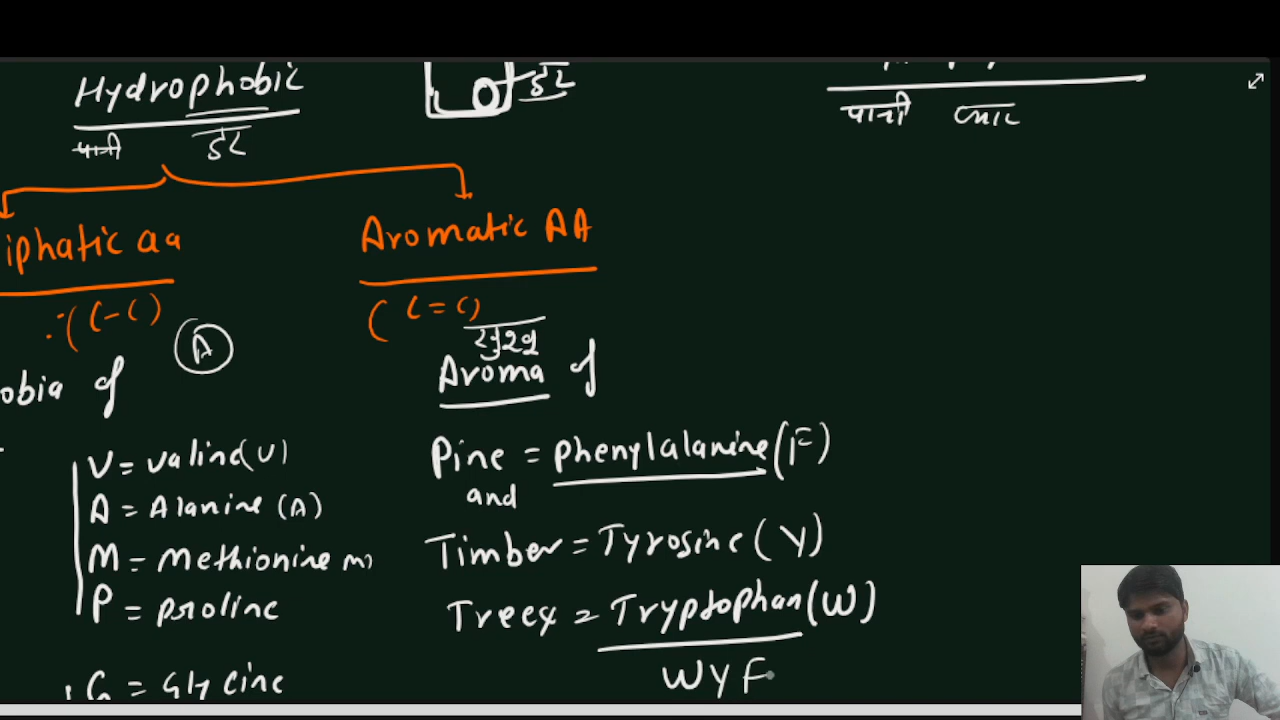 Hydrophobic
पानी डर
डर
पानी प्यार
iphatic aa
Aromatic AA
(C-C)
(C=C)
A
खुशबू
obia of
Aroma of
V = valine(V)
A = Alanine (A)
M = Methionine m)
P = proline
G = Glycine
Pine = phenylalanine (F)
and
Timber = Tyrosine (Y)
Treex = Tryptophan (W)
WYF